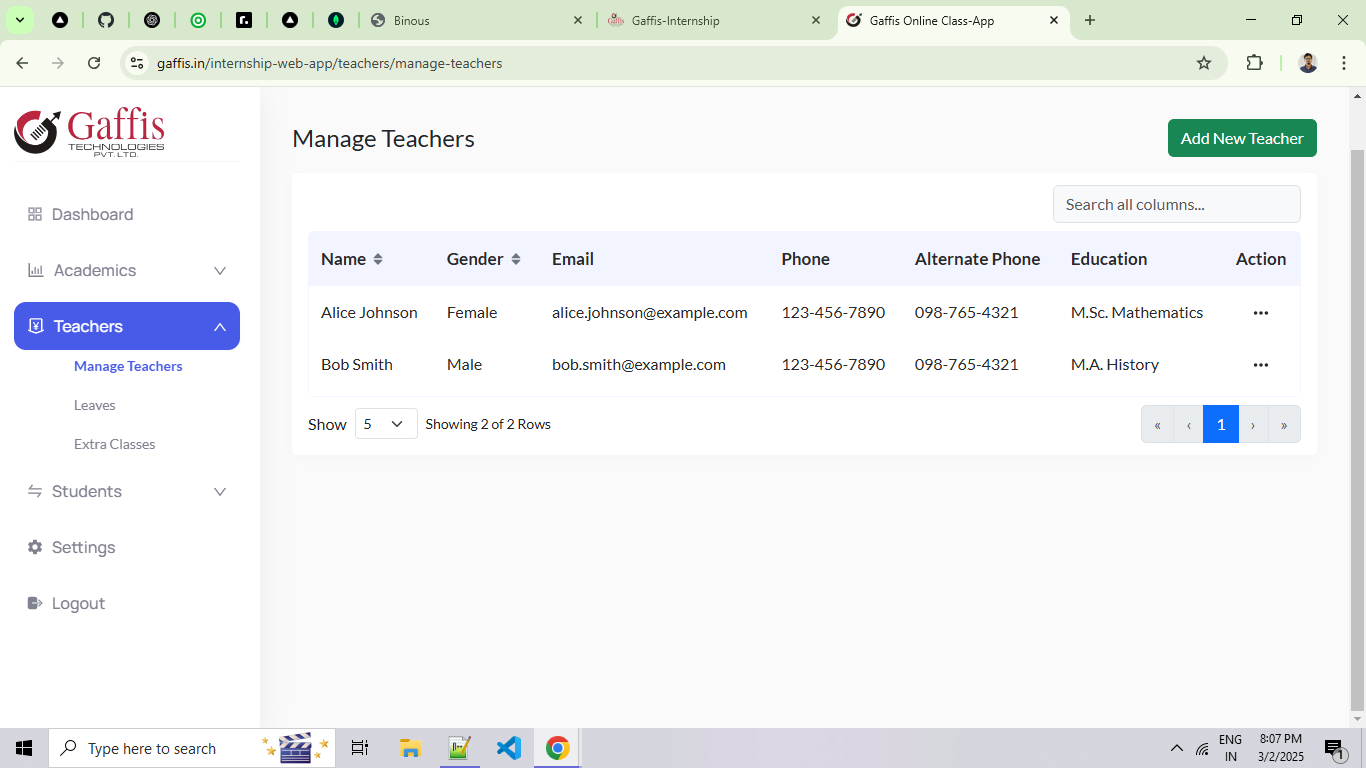 Binous
Gaffis-Internship
Gaffis Online Class-App
gaffis.in/internship-web-app/teachers/manage-teachers
Gaffis
TECHNOLOGIES
PVT. LTD.
Manage Teachers
Add New Teacher
Search all columns...
Dashboard
Academics
Teachers
Manage Teachers
Leaves
Extra Classes
Students
Settings
Logout
Name Gender Email Phone Alternate Phone Education Action
Alice Johnson Female alice.johnson@example.com 123-456-7890 098-765-4321 M.Sc. Mathematics •••
Bob Smith Male bob.smith@example.com 123-456-7890 098-765-4321 M.A. History •••
Show 5 Showing 2 of 2 Rows
« ‹ 1 › »
Type here to search
ENG
IN
8:07 PM
3/2/2025
1